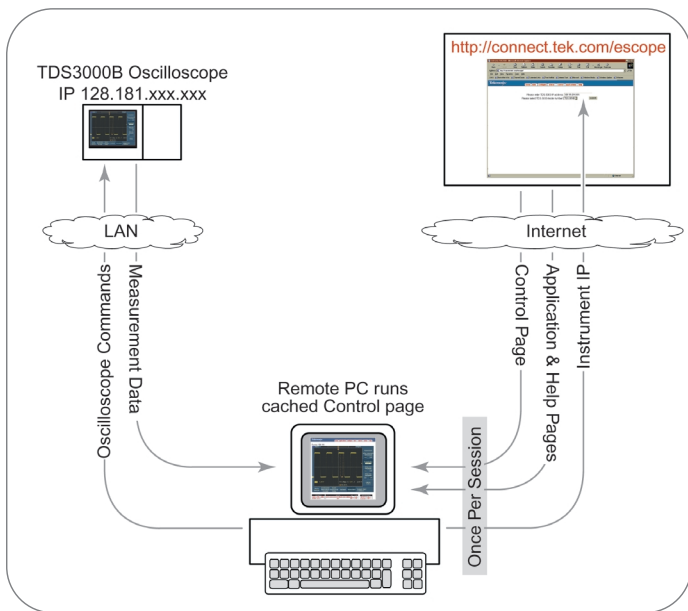 http://connect.tek.com/escope
TDS3000B Oscilloscope
IP 128.181.xxx.xxx
LAN
Internet
Oscilloscope Commands
Measurement Data
Control Page
Application & Help Pages
Instrument IP
Remote PC runs
cached Control page
Once Per Session